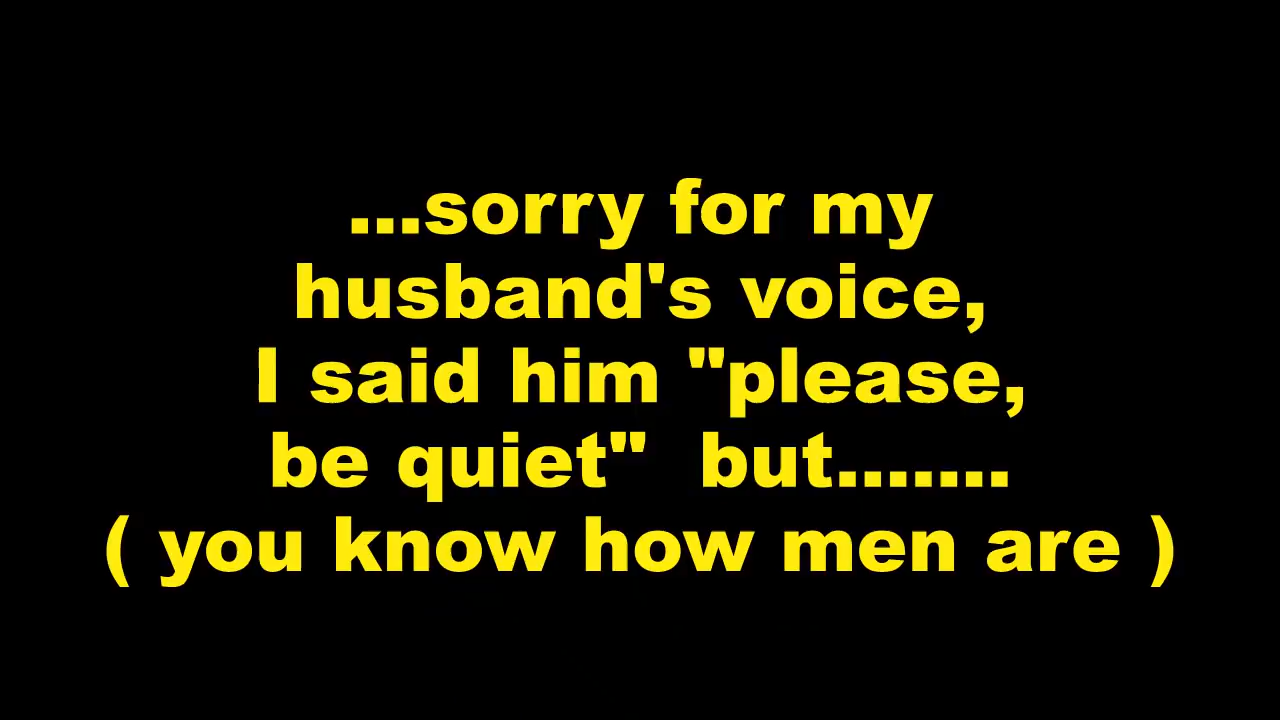 ...sorry for my
husband's voice,
I said him "please,
be quiet"  but.......
( you know how men are )